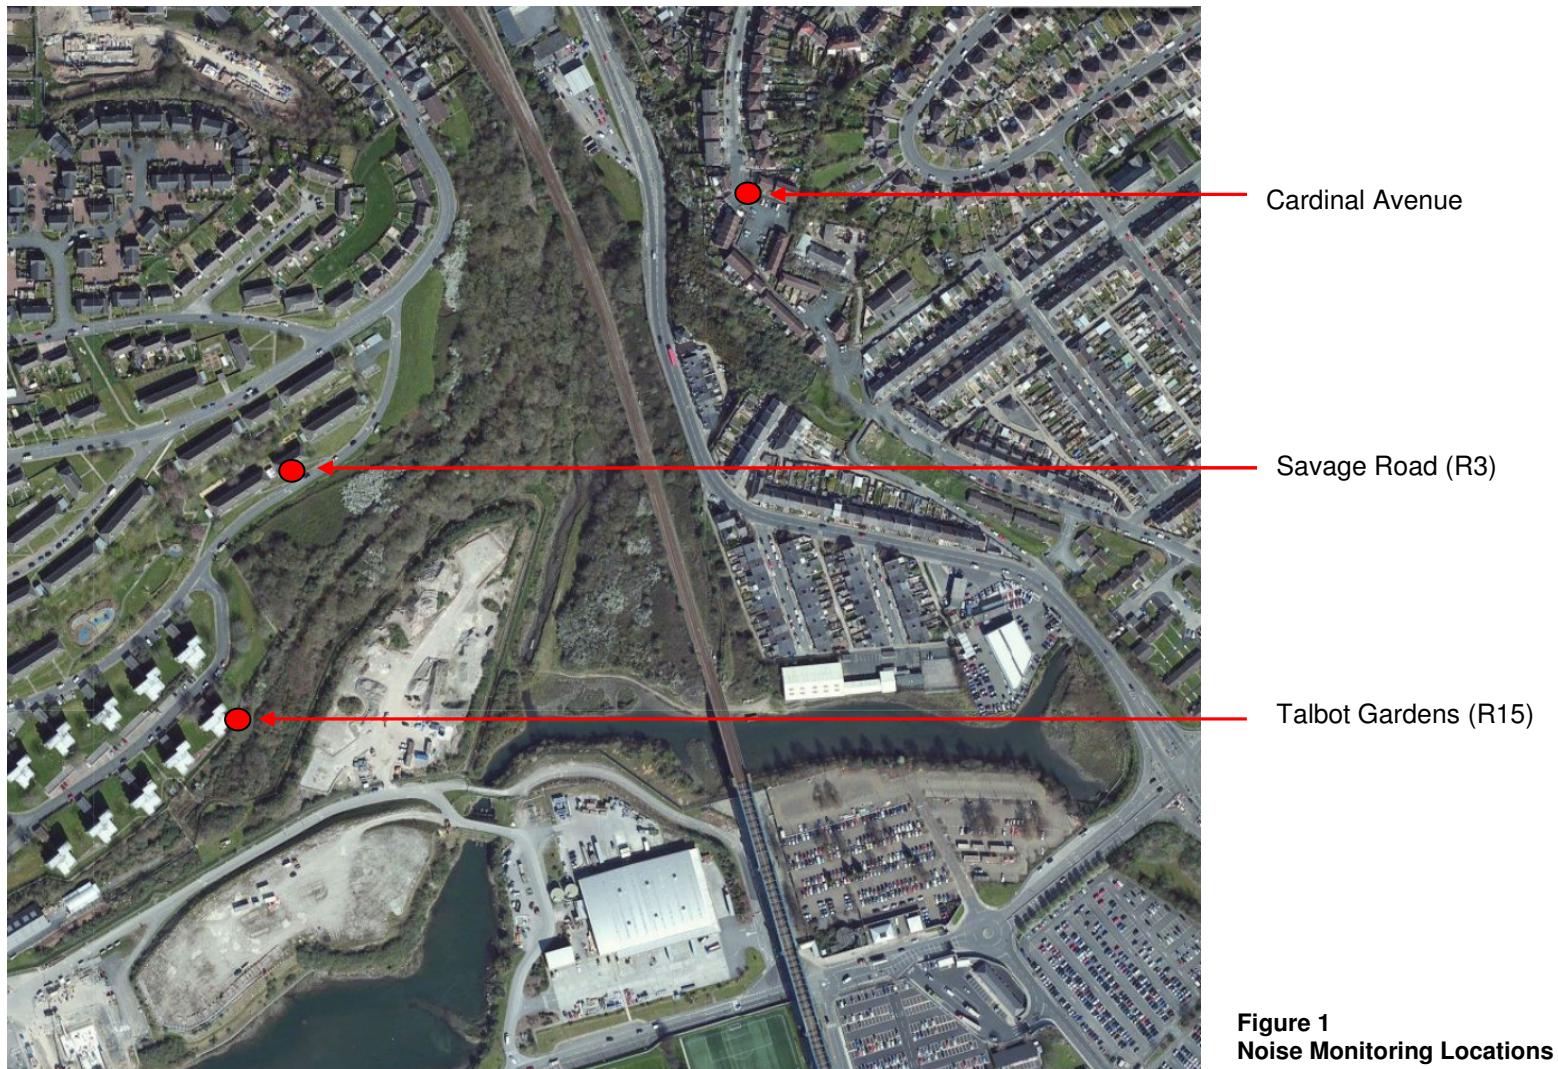 Cardinal Avenue
Savage Road (R3)
Talbot Gardens (R15)
Figure 1
Noise Monitoring Locations